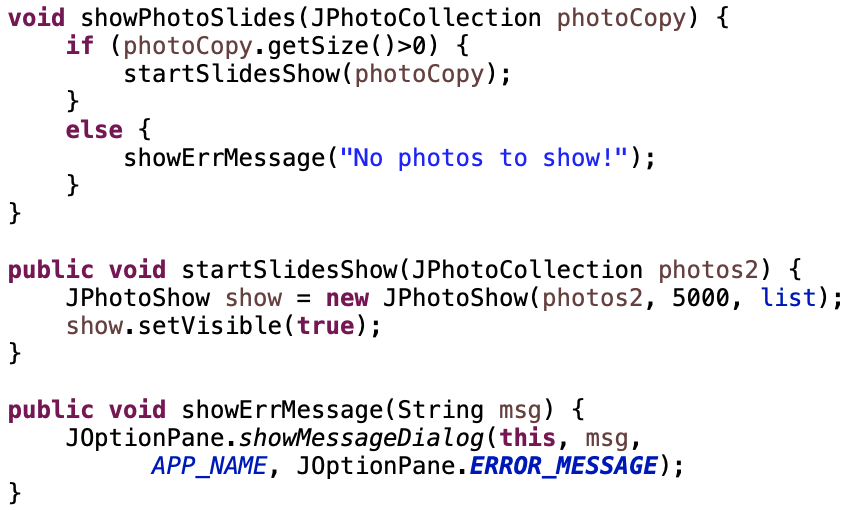 void showPhotoSlides(JPhotoCollection photoCopy) {
    if (photoCopy.getSize()>0) {
        startSlidesShow(photoCopy);
    }
    else {
        showErrMessage("No photos to show!");
    }
}

public void startSlidesShow(JPhotoCollection photos2) {
    JPhotoShow show = new JPhotoShow(photos2, 5000, list);
    show.setVisible(true);
}

public void showErrMessage(String msg) {
    JOptionPane.showMessageDialog(this, msg,
          APP_NAME, JOptionPane.ERROR_MESSAGE);
}